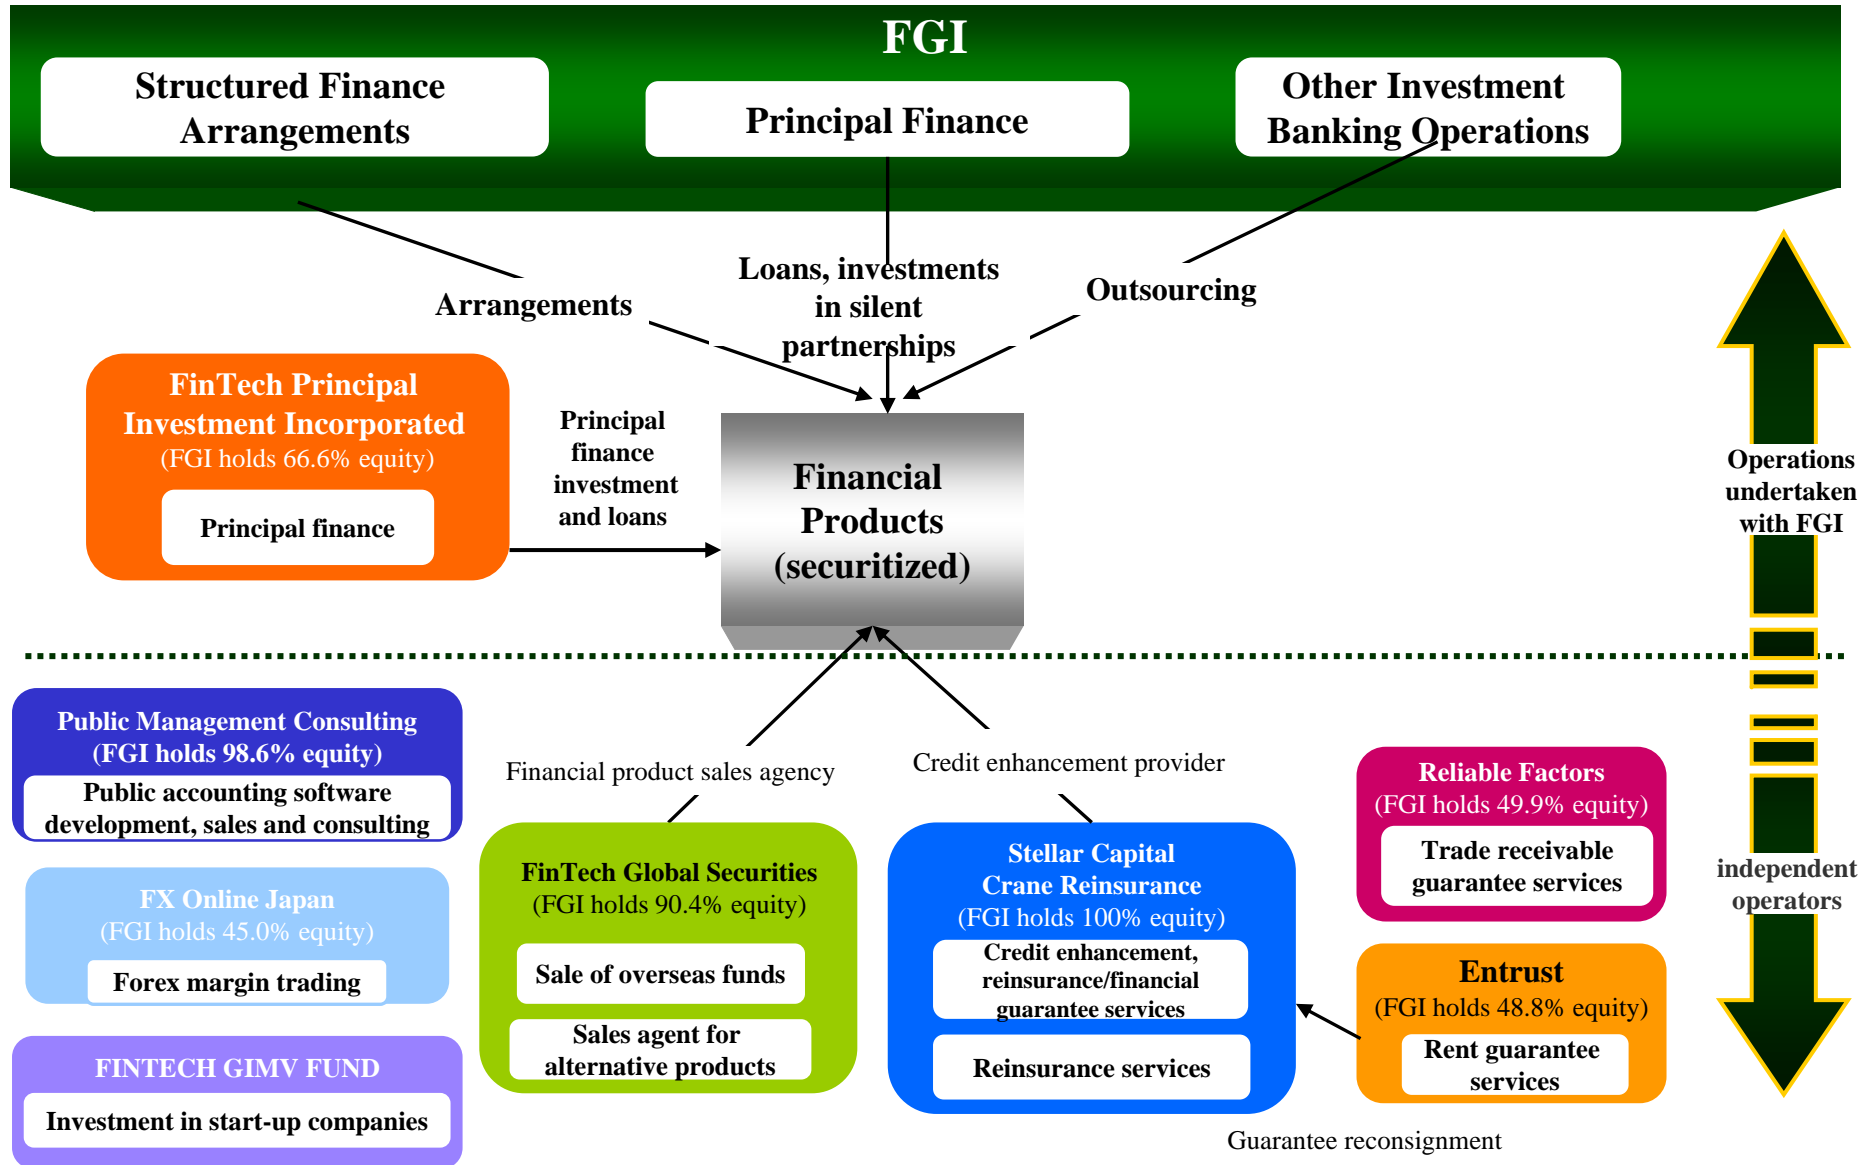 FGI
Structured Finance
Arrangements
Principal Finance
Other Investment
Banking Operations
Arrangements
Loans, investments
in silent
partnerships
Outsourcing
FinTech Principal
Investment Incorporated
(FGI holds 66.6% equity)
Principal finance
Principal
finance
investment
and loans
Financial
Products
(securitized)
Operations
undertaken
with FGI
Public Management Consulting
(FGI holds 98.6% equity)
Public accounting software
development, sales and consulting
FX Online Japan
(FGI holds 45.0% equity)
Forex margin trading
FINTECH GIMV FUND
Investment in start-up companies
Financial product sales agency
FinTech Global Securities
(FGI holds 90.4% equity)
Sale of overseas funds
Sales agent for
alternative products
Credit enhancement provider
Stellar Capital
Crane Reinsurance
(FGI holds 100% equity)
Credit enhancement,
reinsurance/financial
guarantee services
Reinsurance services
Reliable Factors
(FGI holds 49.9% equity)
Trade receivable
guarantee services
Entrust
(FGI holds 48.8% equity)
Rent guarantee
services
Guarantee reconsignment
independent
operators